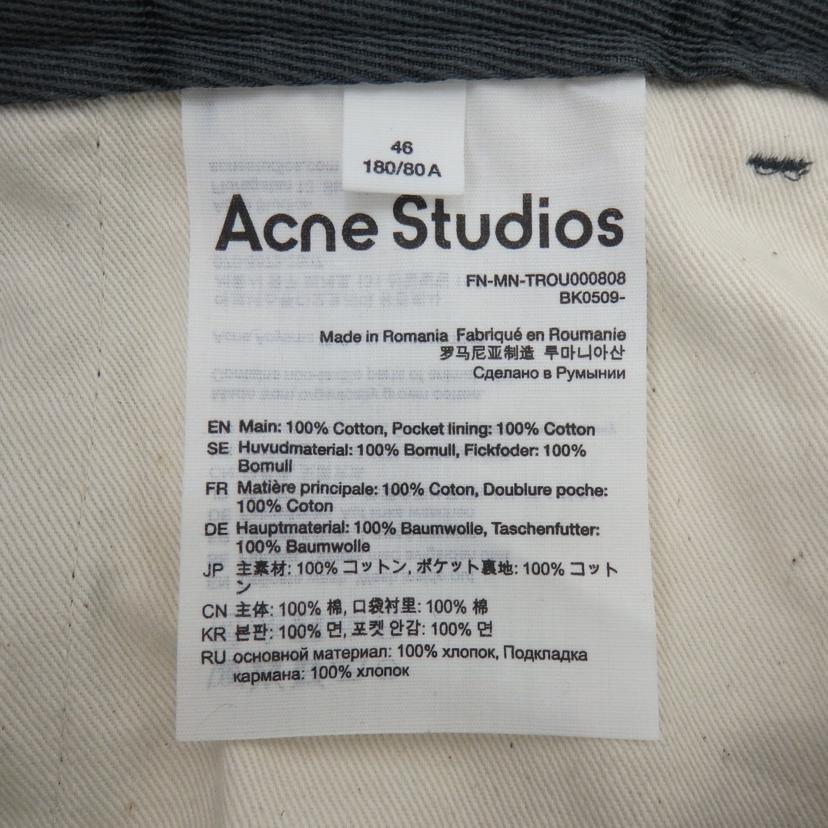 46
180/80A
Acne Studios
FN-MN-TROU000808
BK0509-
Made in Romania Fabriqué en Roumanie
罗马尼亚制造 루마니아산
Сделано в Румынии
EN Main: 100% Cotton, Pocket lining: 100% Cotton
SE Huvudmaterial: 100% Bomull, Fickfoder: 100%
Bomull
FR Matière principale: 100% Coton, Doublure poche:
100% Coton
DE Hauptmaterial: 100% Baumwolle, Taschenfutter:
100% Baumwolle
JP 主素材: 100% コットン, ポケット裏地: 100% コット
ン
CN 主体: 100% 棉, 口袋衬里: 100% 棉
KR 본판: 100% 면, 포켓 안감: 100% 면
RU основной материал: 100% хлопок, Подкладка
кармана: 100% хлопок